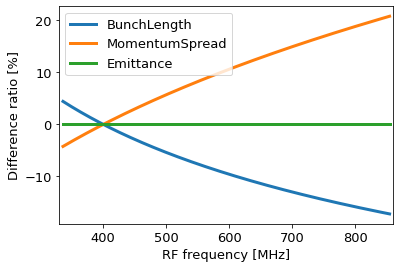 BunchLength
MomentumSpread
Emittance
Difference ratio [%]
20
10
0
−10
400
500
600
700
800
RF frequency [MHz]